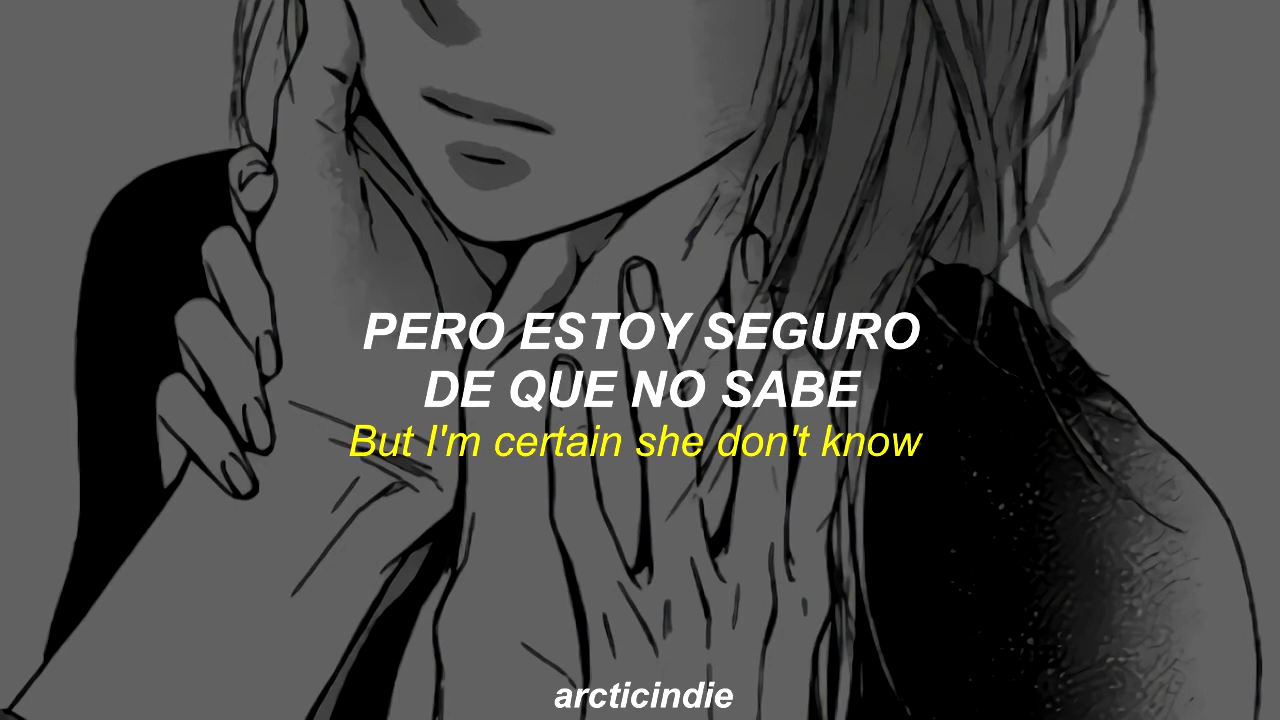 PERO ESTOY SEGURO
DE QUE NO SABE
But I'm certain she don't know
arcticindie